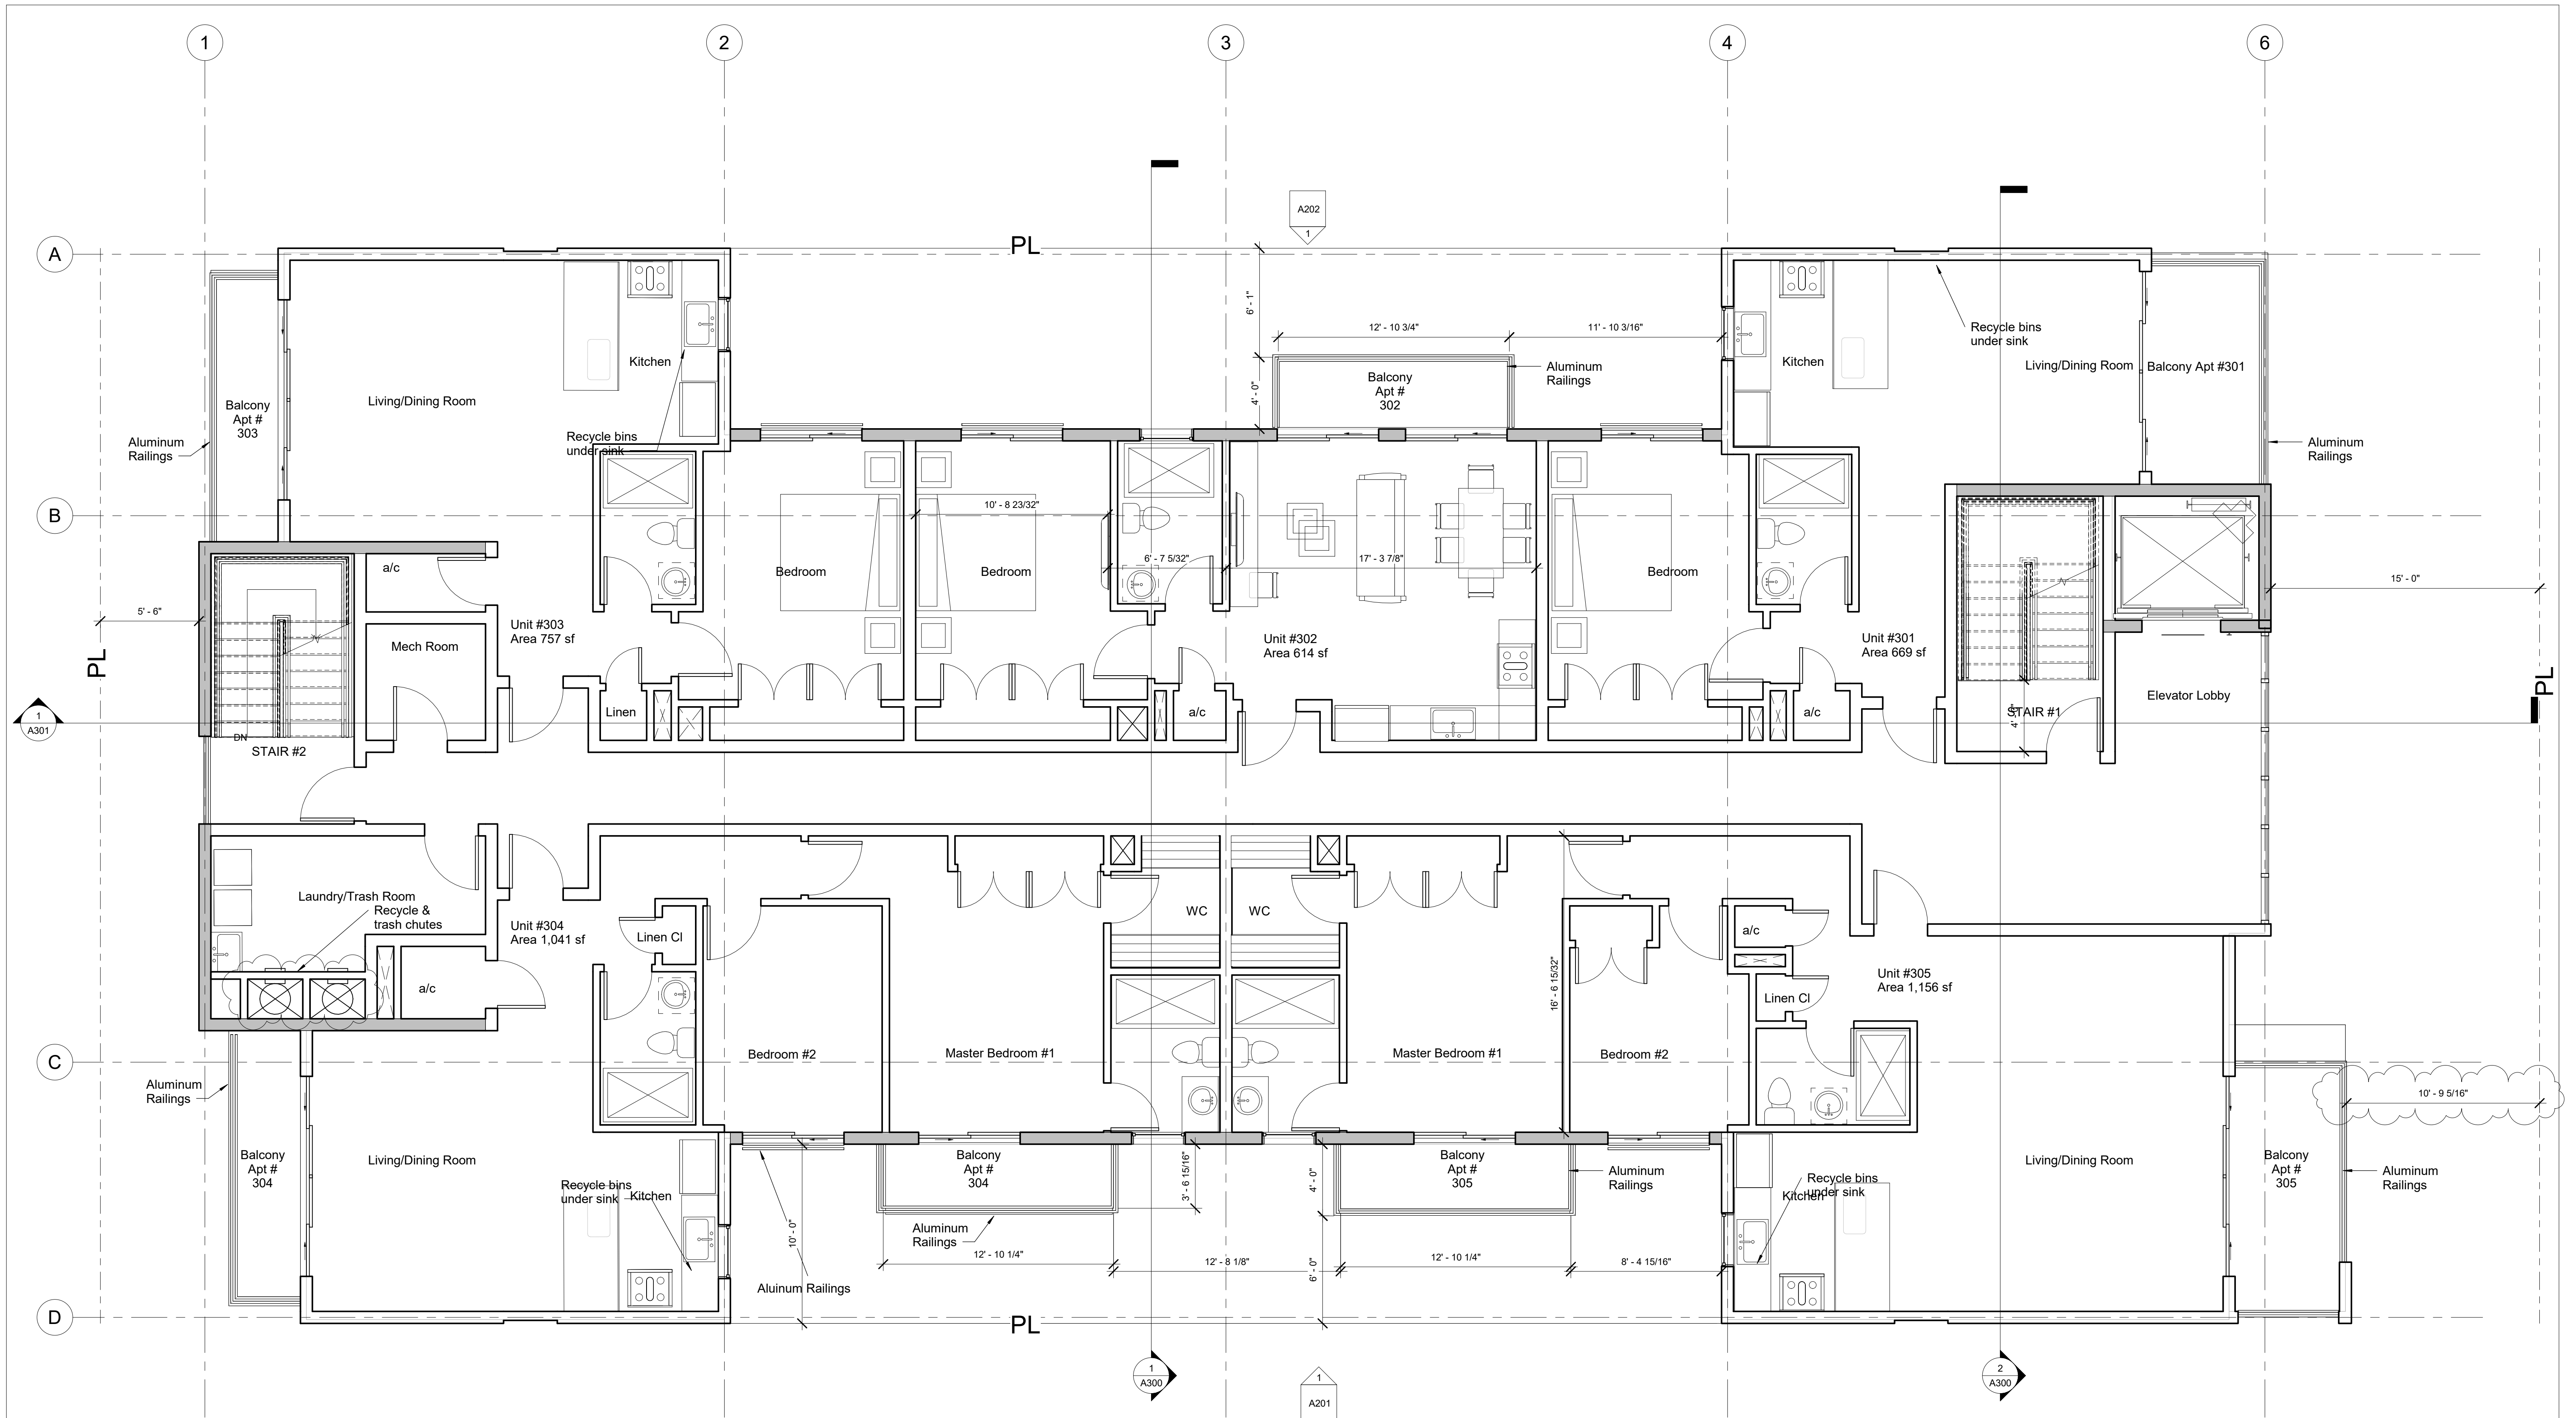 1
2
3
4
6
A202
1
A
PL
6' - 1"
12' - 10 3/4"
11' - 10 3/16"
Recycle bins
under sink
Kitchen
Living/Dining Room
Balcony
Apt #
303
Recycle bins
under sink
Aluminum
Railings
4' - 0"
Balcony
Apt #
302
Aluminum
Railings
Kitchen
Living/Dining Room
Balcony Apt #301
Aluminum
Railings
Aluminum
Railings
B
10' - 8 23/32"
6' - 7 5/32"
17' - 3 7/8"
a/c
Bedroom
Bedroom
Bedroom
15' - 0"
5' - 6"
Unit #303
Area 757 sf
Unit #302
Area 614 sf
Unit #301
Area 669 sf
Mech Room
PL
PL
Elevator Lobby
Linen
a/c
a/c
STAIR #1
4' - 0"
1
A301
DN
STAIR #2
Laundry/Trash Room
Recycle &
trash chutes
Unit #304
Area 1,041 sf
Linen Cl
WC
WC
a/c
Unit #305
Area 1,156 sf
a/c
16' - 6 15/32"
Linen Cl
C
Bedroom #2
Master Bedroom #1
Master Bedroom #1
Bedroom #2
Aluminum
Railings
10' - 9 5/16"
Balcony
Apt #
304
Living/Dining Room
Recycle bins
under sink
Kitchen
Balcony
Apt #
304
3' - 6 15/16"
4' - 0"
Balcony
Apt #
305
Aluminum
Railings
Recycle bins
under sink
Kitchen
Living/Dining Room
Balcony
Apt #
305
Aluminum
Railings
10' - 0"
Aluminum
Railings
12' - 10 1/4"
12' - 8 1/8"
6' - 0"
12' - 10 1/4"
8' - 4 15/16"
Aluinum Railings
D
PL
1
A300
1
A201
2
A300